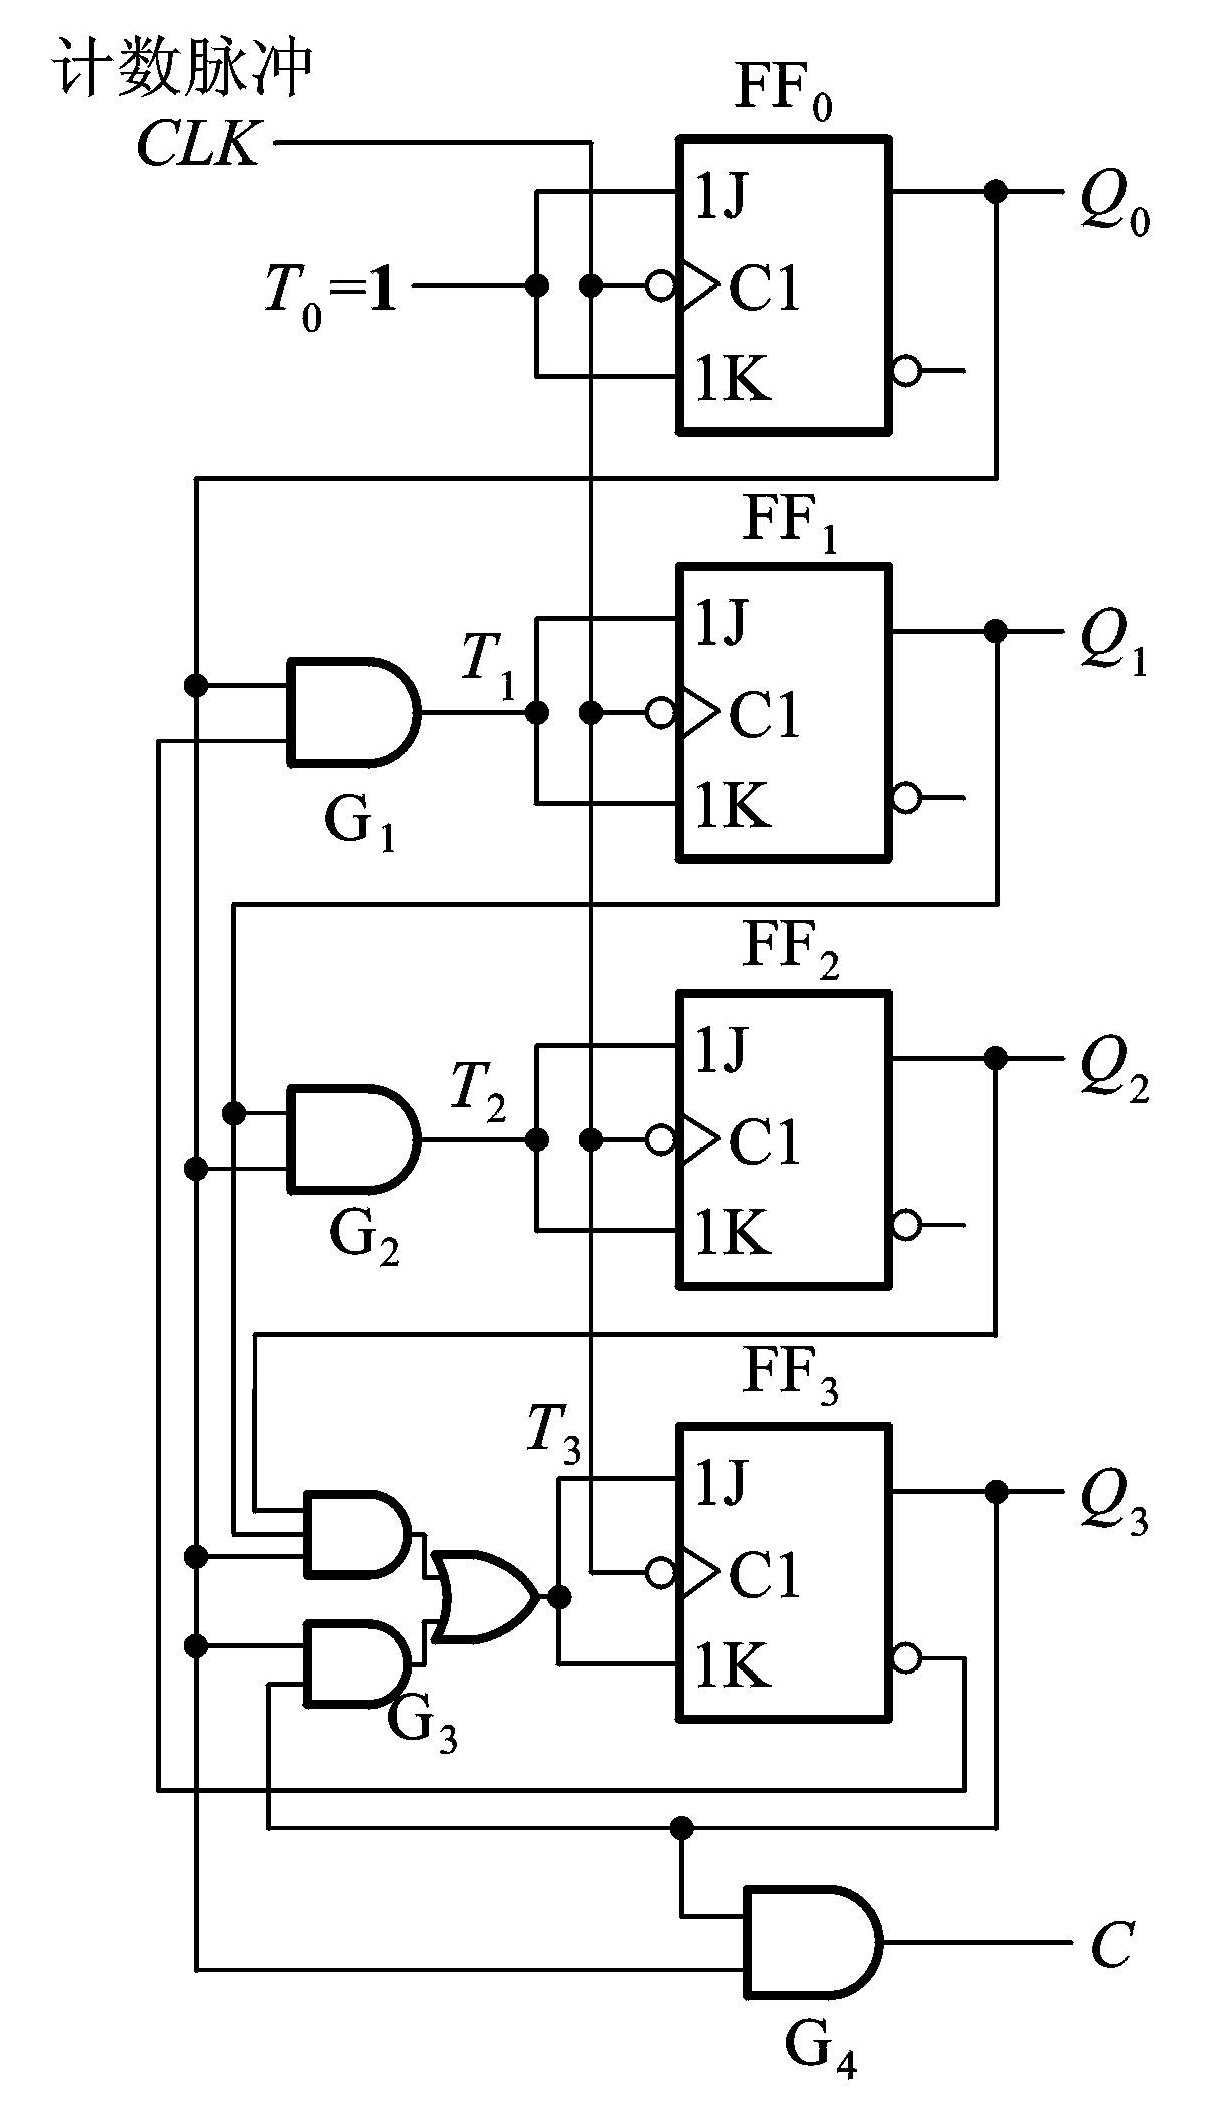 计数脉冲
CLK
FF₀
1J
Q₀
T₀=1
C1
1K
FF₁
1J
Q₁
T₁
C1
G₁
1K
FF₂
1J
Q₂
T₂
C1
G₂
1K
FF₃
T₃
1J
Q₃
C1
1K
G₃
C
G₄